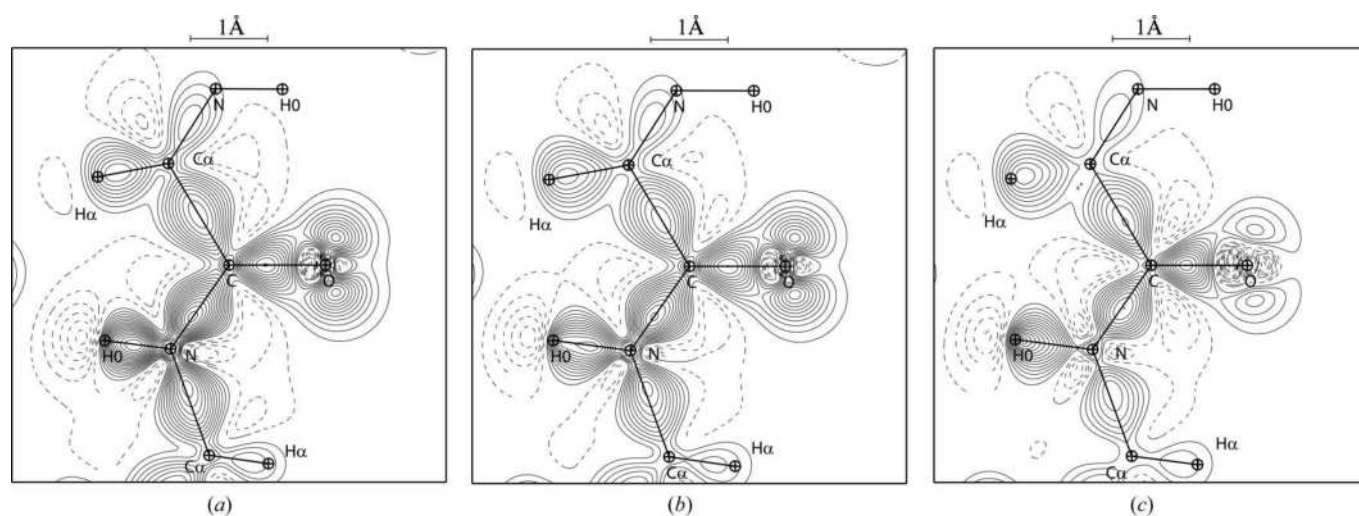 1Å 1Å 1Å
N H0 N H0 N H0
Cα Cα Cα
Hα Hα Hα
C O C O C O
H0 N H0 N H0 N
Cα Hα Cα Hα Cα Hα
(a) (b) (c)